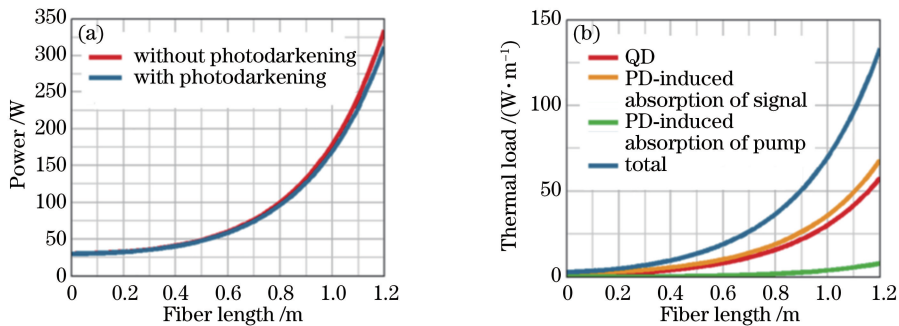 (a)
without photodarkening
with photodarkening
Power /W
350
300
250
200
150
100
50
0
0 0.2 0.4 0.6 0.8 1.0 1.2
Fiber length /m
(b)
QD
PD-induced
absorption of signal
PD-induced
absorption of pump
total
Thermal load /(W·m⁻¹)
150
100
50
0
0 0.2 0.4 0.6 0.8 1.0 1.2
Fiber length /m